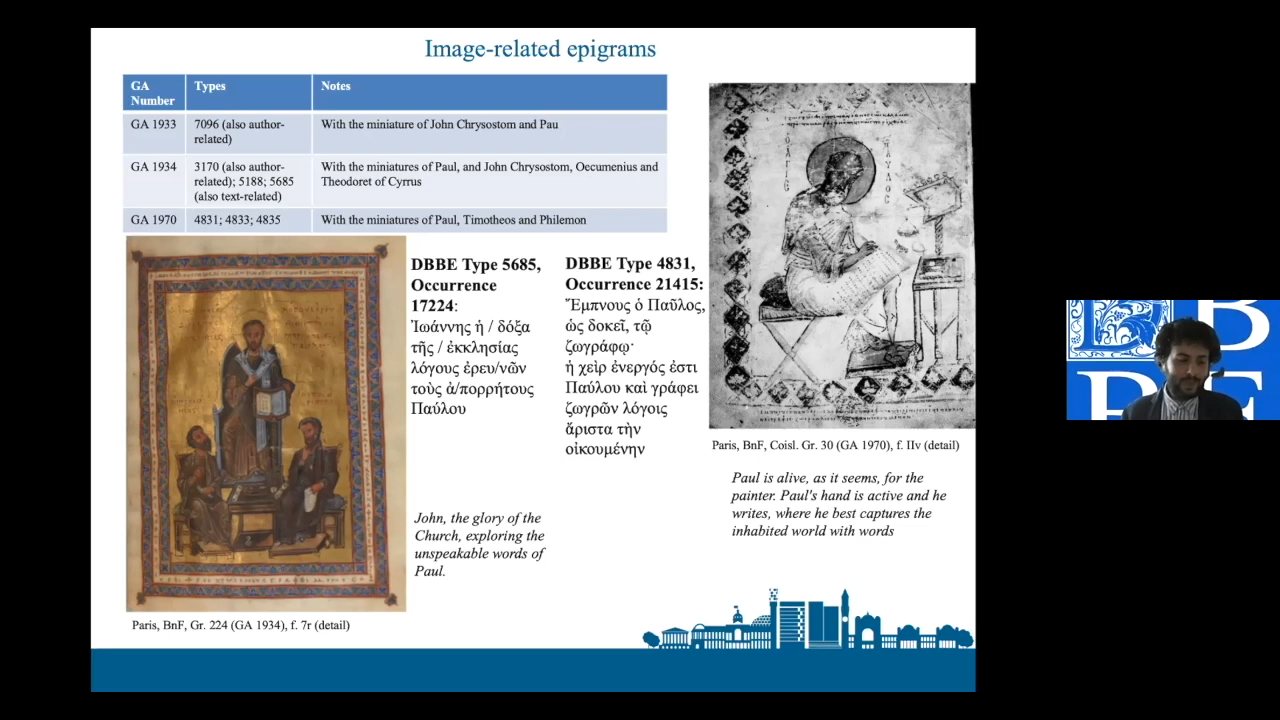 Image-related epigrams
GA Number
Types
Notes
GA 1933
7096 (also author-related)
With the miniature of John Chrysostom and Pau
GA 1934
3170 (also author-related); 5188; 5685 (also text-related)
With the miniatures of Paul, and John Chrysostom, Oecumenius and Theodoret of Cyrrus
GA 1970
4831; 4833; 4835
With the miniatures of Paul, Timotheos and Philemon
DBBE Type 5685,
Occurrence
17224:
Ἰωάννης ἡ / δόξα
τῆς / ἐκκλησίας
λόγους ἐρευ/νῶν
τοὺς ἀ/πορρήτους
Παύλου
John, the glory of the
Church, exploring the
unspeakable words of
Paul.
Paris, BnF, Gr. 224 (GA 1934), f. 7r (detail)
DBBE Type 4831,
Occurrence 21415:
Ἔμπνους ὁ Παῦλος,
ὡς δοκεῖ, τῷ
ζωγράφῳ·
ἡ χεὶρ ἐνεργός ἐστι
Παύλου καὶ γράφει
ζωγρῶν λόγοις
ἄριστα τὴν
οἰκουμένην
Paris, BnF, Coisl. Gr. 30 (GA 1970), f. IIv (detail)
Paul is alive, as it seems, for the
painter. Paul's hand is active and he
writes, where he best captures the
inhabited world with words